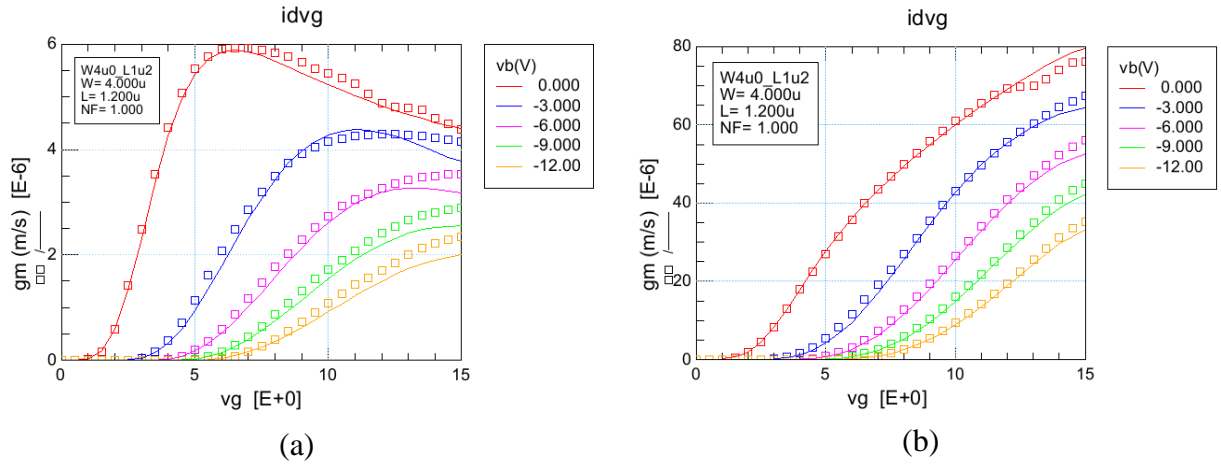 idvg
6
4
2
0
0
5
10
15
gm (m/s) [E-6]
□□ / ___
vg [E+0]
W4u0_L1u2
W= 4.000u
L= 1.200u
NF= 1.000
vb(V)
0.000
-3.000
-6.000
-9.000
-12.00
(a)
idvg
80
60
40
20
0
0
5
10
15
gm (m/s) [E-6]
□□ / ___
vg [E+0]
W4u0_L1u2
W= 4.000u
L= 1.200u
NF= 1.000
vb(V)
0.000
-3.000
-6.000
-9.000
-12.00
(b)